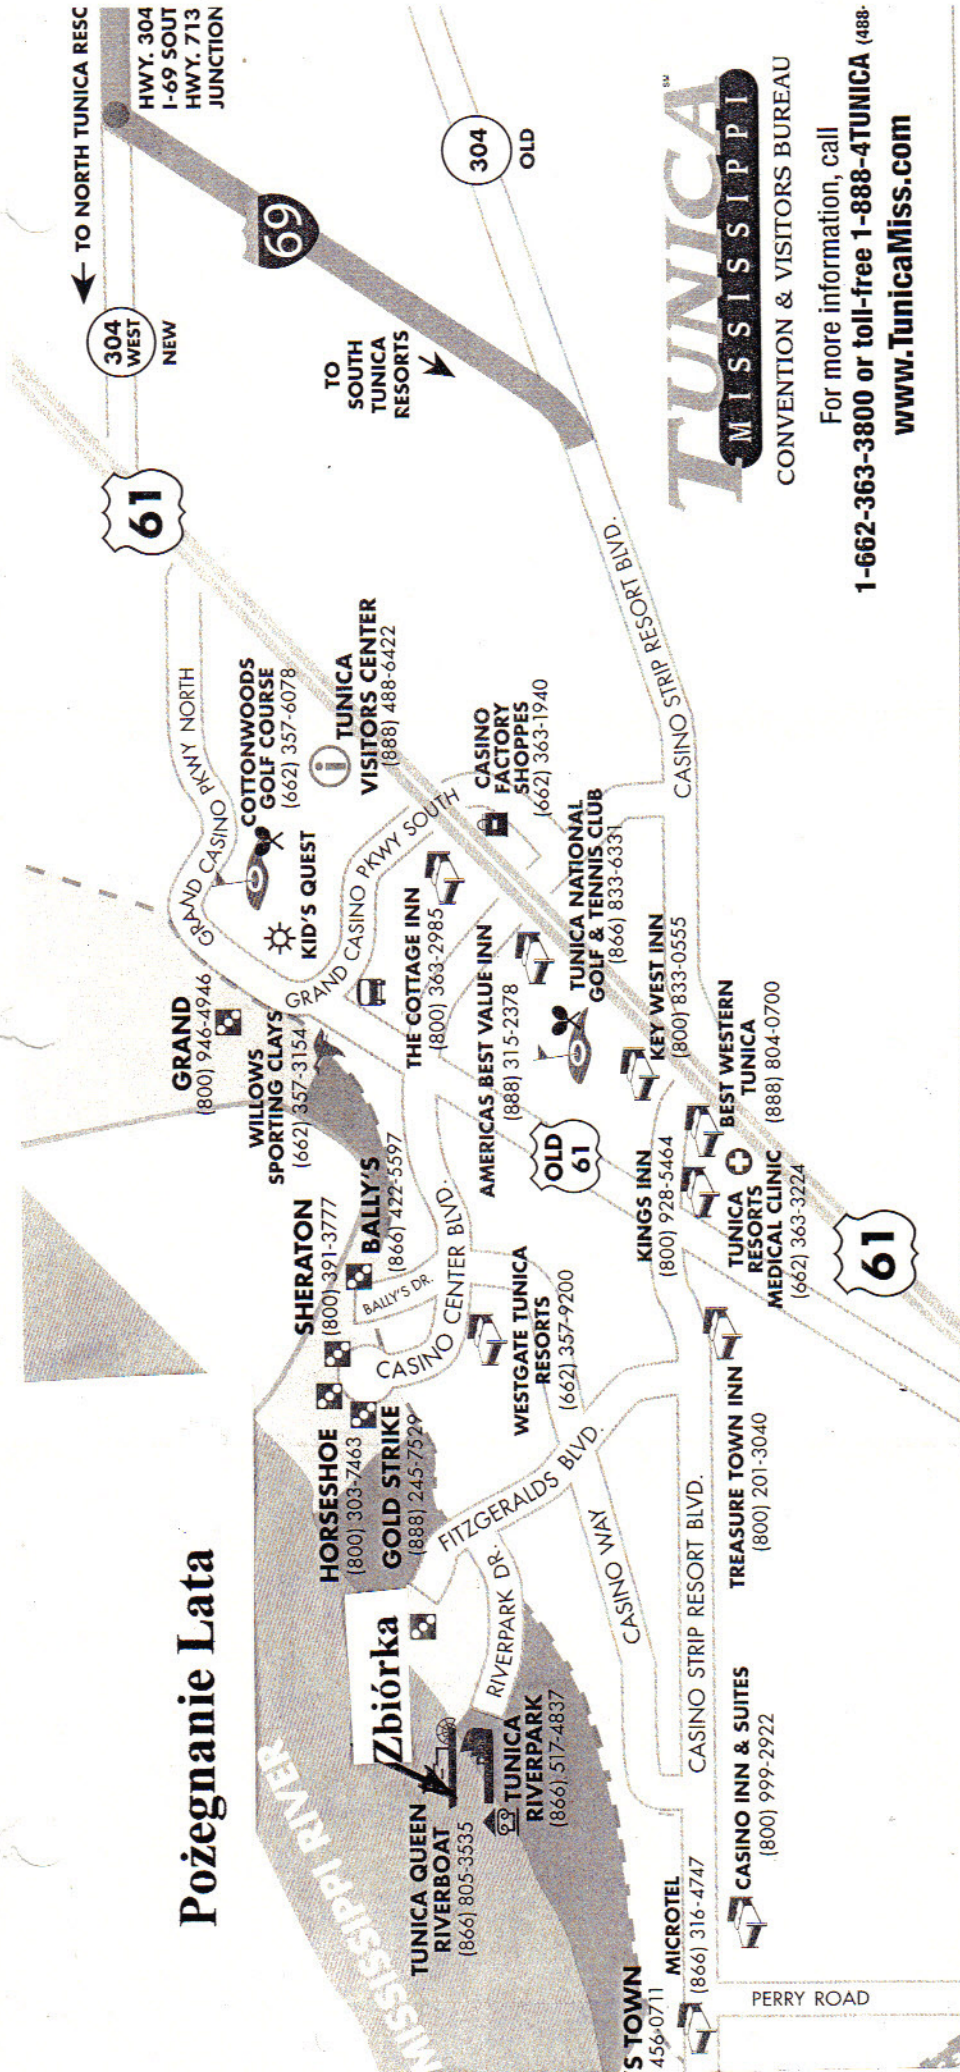 Pożegnanie Lata
Zbiórka
MISSISSIPPI RIVER
MISSISSIPPI
TUNICA QUEEN
RIVERBOAT
(866) 805-3535
TUNICA
RIVERPARK
(866) 517-4837
RIVERPARK DR.
HORSESHOE
(800) 303-7463
GOLD STRIKE
(888) 245-7529
SHERATON
(800) 391-3777
BALLY'S
(866) 422-5597
BALLY'S DR.
CASINO CENTER BLVD.
GRAND
(800) 946-4946
WILLOWS
SPORTING CLAYS
(662) 357-3154
GRAND CASINO PKWY NORTH
COTTONWOODS
GOLF COURSE
(662) 357-6078
KID'S QUEST
GRAND CASINO PKWY SOUTH
i
TUNICA
VISITORS CENTER
(888) 488-6422
CASINO
FACTORY
SHOPPES
(662) 363-1940
THE COTTAGE INN
(800) 363-2985
AMERICAS BEST VALUE INN
(888) 315-2378
TUNICA NATIONAL
GOLF & TENNIS CLUB
(866) 833-6331
KEY WEST INN
(800) 833-0555
BEST WESTERN
TUNICA
(888) 804-0700
KINGS INN
(800) 928-5464
TUNICA
RESORTS
MEDICAL CLINIC
(662) 363-3224
OLD
61
61
WESTGATE TUNICA
RESORTS
(662) 357-9200
FITZGERALDS BLVD.
CASINO WAY
CASINO STRIP RESORT BLVD.
TREASURE TOWN INN
(800) 201-3040
CASINO INN & SUITES
(800) 999-2922
MICROTEL
(866) 316-4747
S TOWN
456-0711
PERRY ROAD
CASINO STRIP RESORT BLVD.
61
304
WEST
NEW
TO NORTH TUNICA RESC
HWY. 304
I-69 SOUT
HWY. 713
JUNCTION
69
TO
SOUTH
TUNICA
RESORTS
304
OLD
TUNICA SM
MISSISSIPPI
CONVENTION & VISITORS BUREAU
For more information, call
1-662-363-3800 or toll-free 1-888-4TUNICA (488-
www.TunicaMiss.com